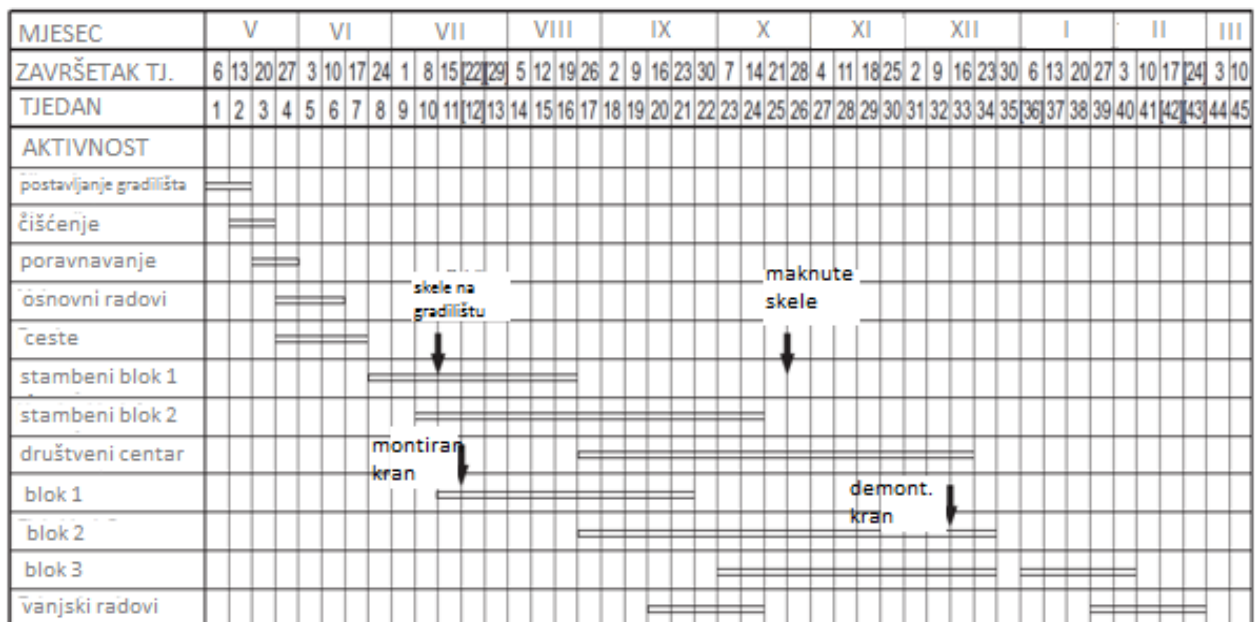 MJESEC V VI VII VIII IX X XI XII I II III
ZAVRŠETAK TJ. 6 13 20 27 3 10 17 24 1 8 15 [22] [29] 5 12 19 26 2 9 16 23 30 7 14 21 28 4 11 18 25 2 9 16 23 30 6 13 20 27 3 10 17 [24] 3 10
TJEDAN 1 2 3 4 5 6 7 8 9 10 11 [12] 13 14 15 16 17 18 19 20 21 22 23 24 25 26 27 28 29 30 31 32 33 34 35 [36] 37 38 39 40 41 [42] [43] 44 45
AKTIVNOST
postavljanje gradilišta
čišćenje
poravnavanje
osnovni radovi
skele na
gradilištu
maknute
skele
ceste
stambeni blok 1
stambeni blok 2
društveni centar
montiran
kran
blok 1
demont.
kran
blok 2
blok 3
vanjski radovi